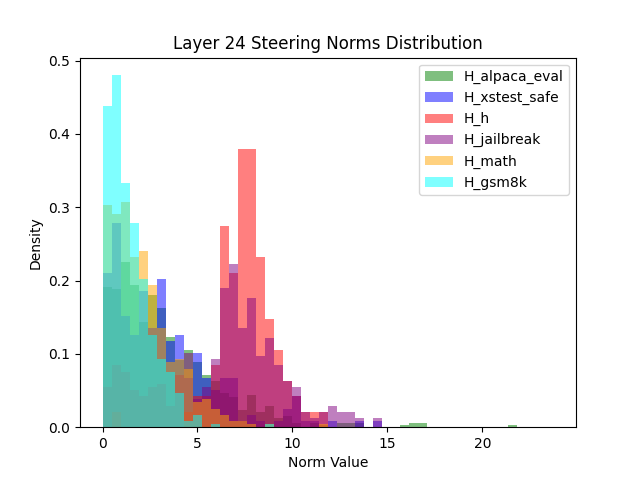 Layer 24 Steering Norms Distribution
Density
0.5
0.4
0.3
0.2
0.1
0.0
H_alpaca_eval
H_xstest_safe
H_h
H_jailbreak
H_math
H_gsm8k
0
5
10
15
20
Norm Value